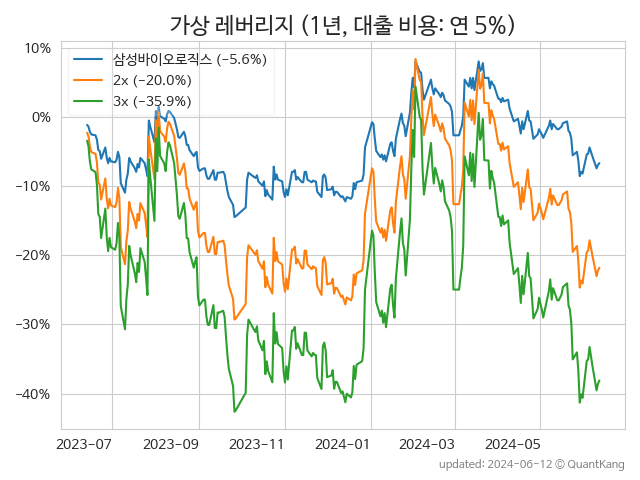 가상 레버리지 (1년, 대출 비용: 연 5%)
삼성바이오로직스 (−5.6%)
2x (−20.0%)
3x (−35.9%)
10%
0%
−10%
−20%
−30%
−40%
2023-07 2023-09 2023-11 2024-01 2024-03 2024-05
updated: 2024-06-12 © QuantKang